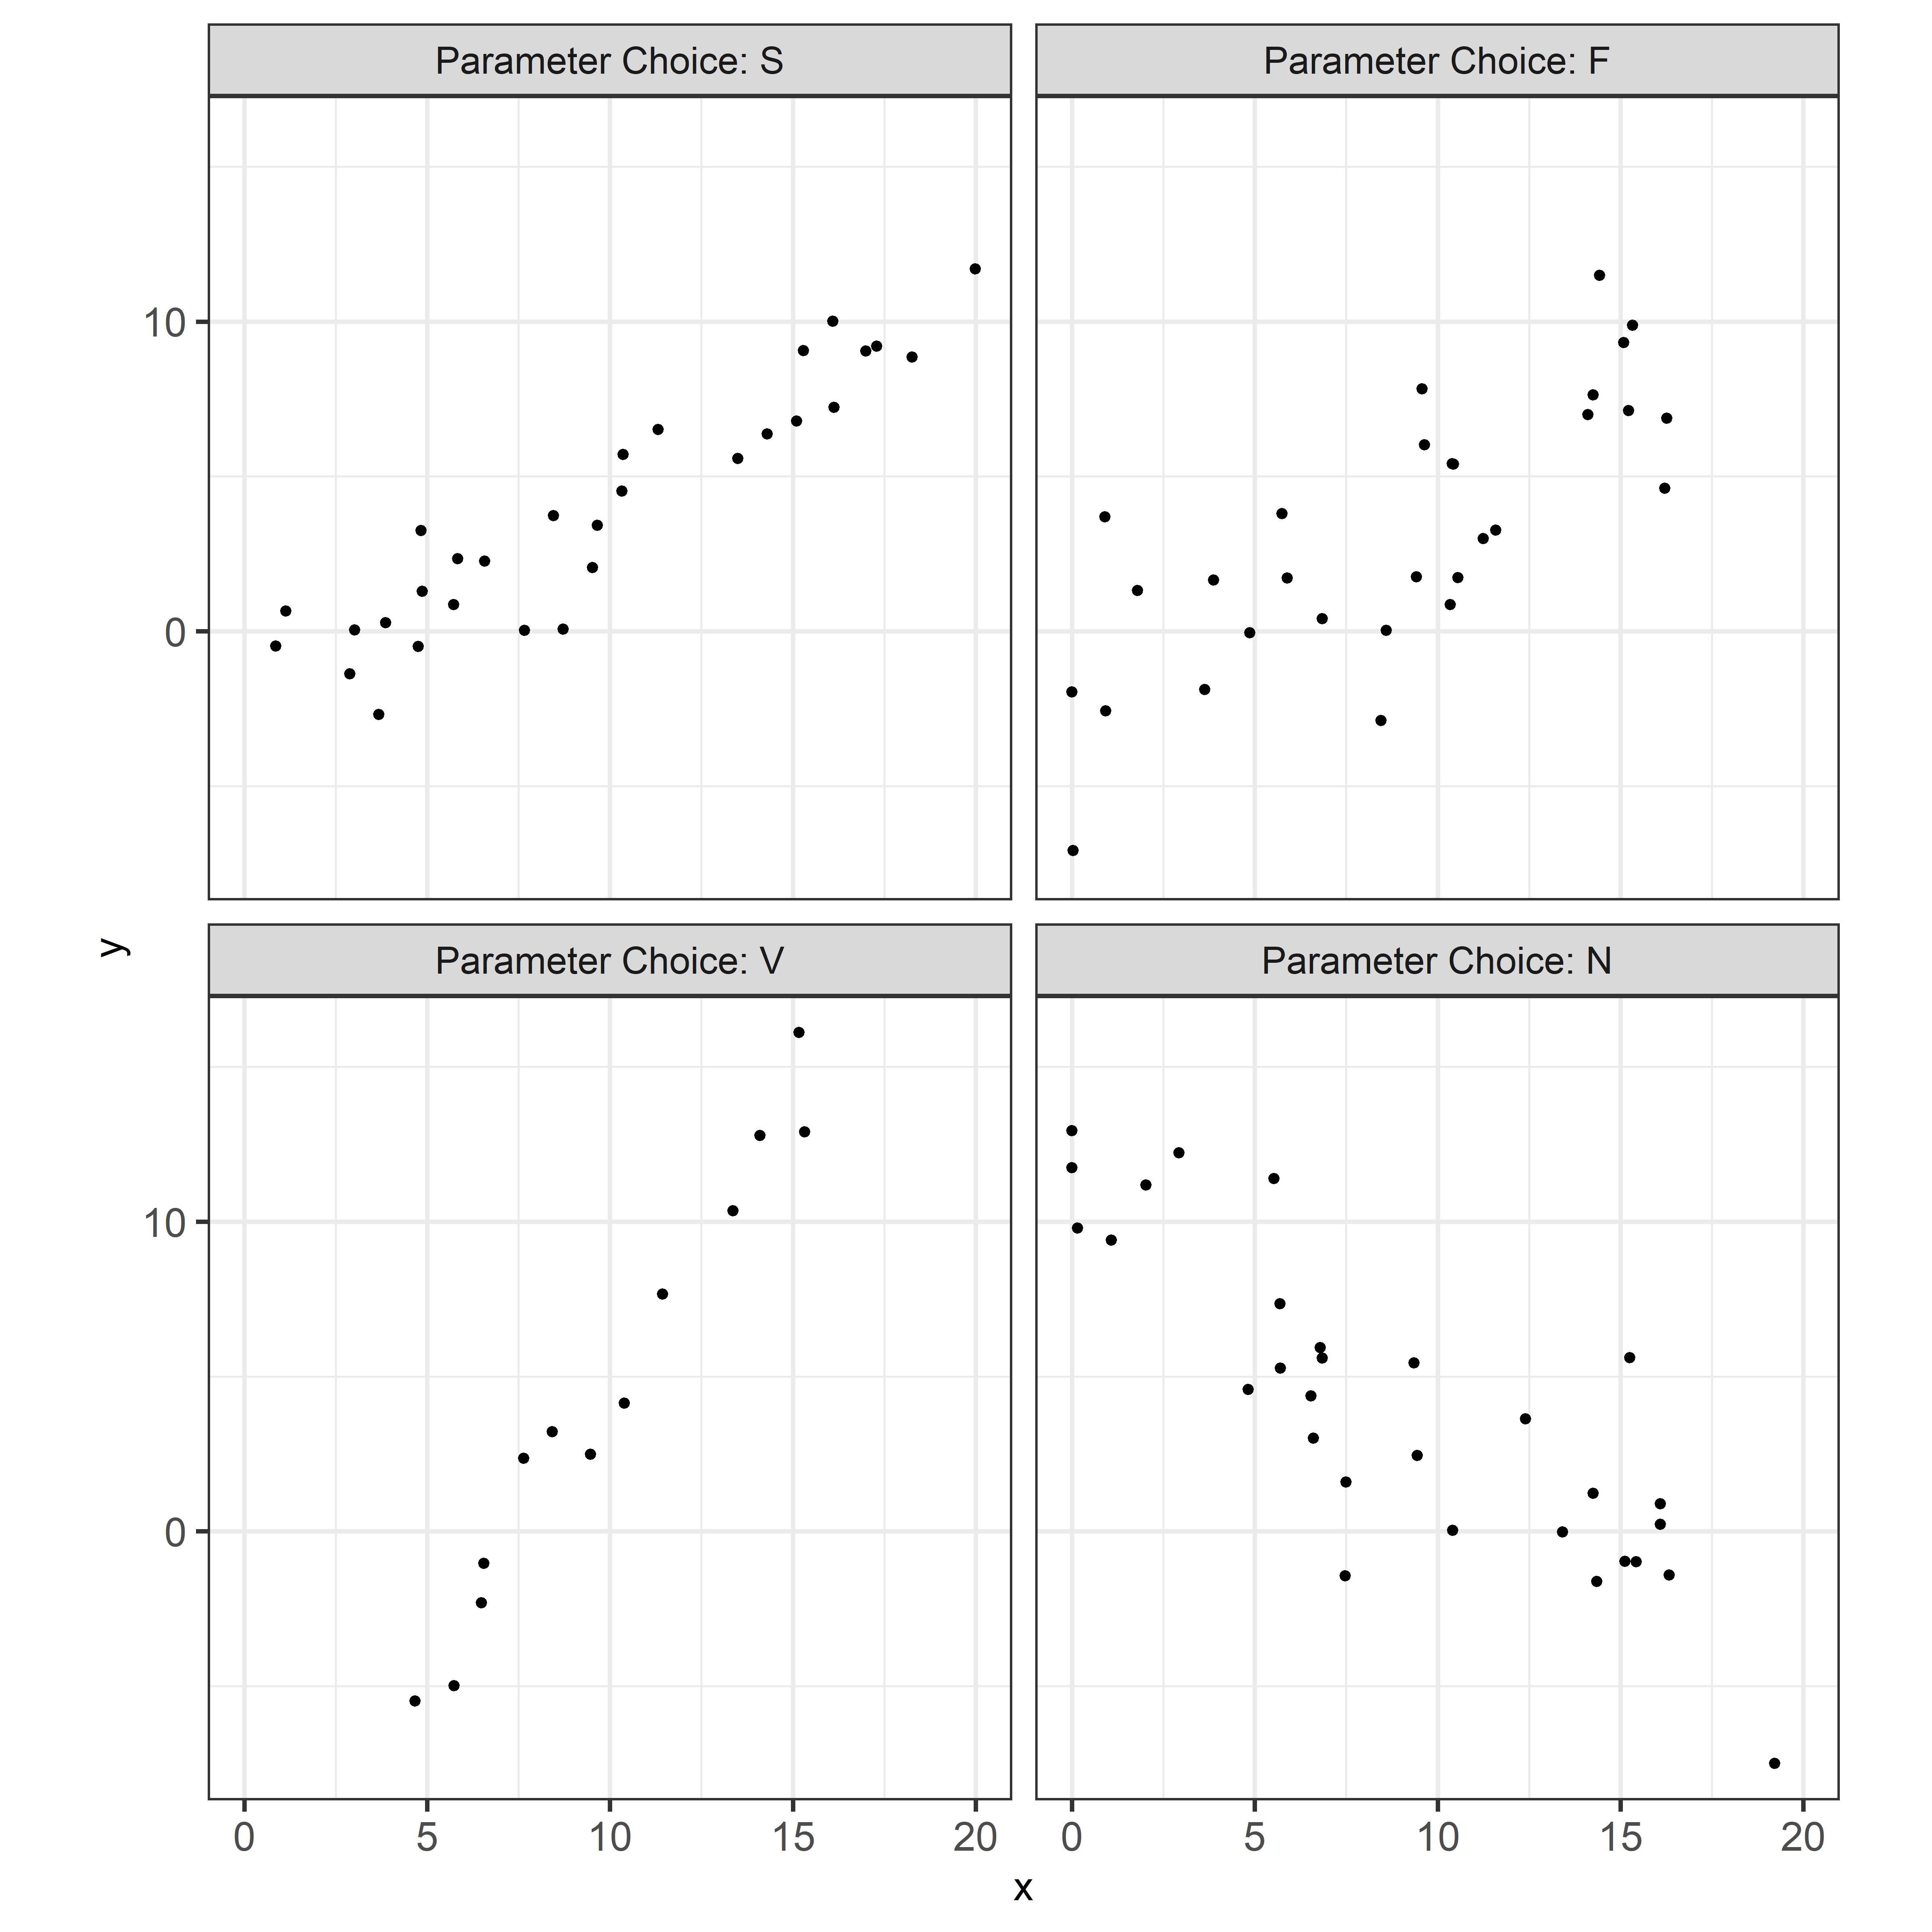 Parameter Choice: S
Parameter Choice: F
10
0
y
Parameter Choice: V
Parameter Choice: N
10
0
0 5 10 15 20
0 5 10 15 20
x